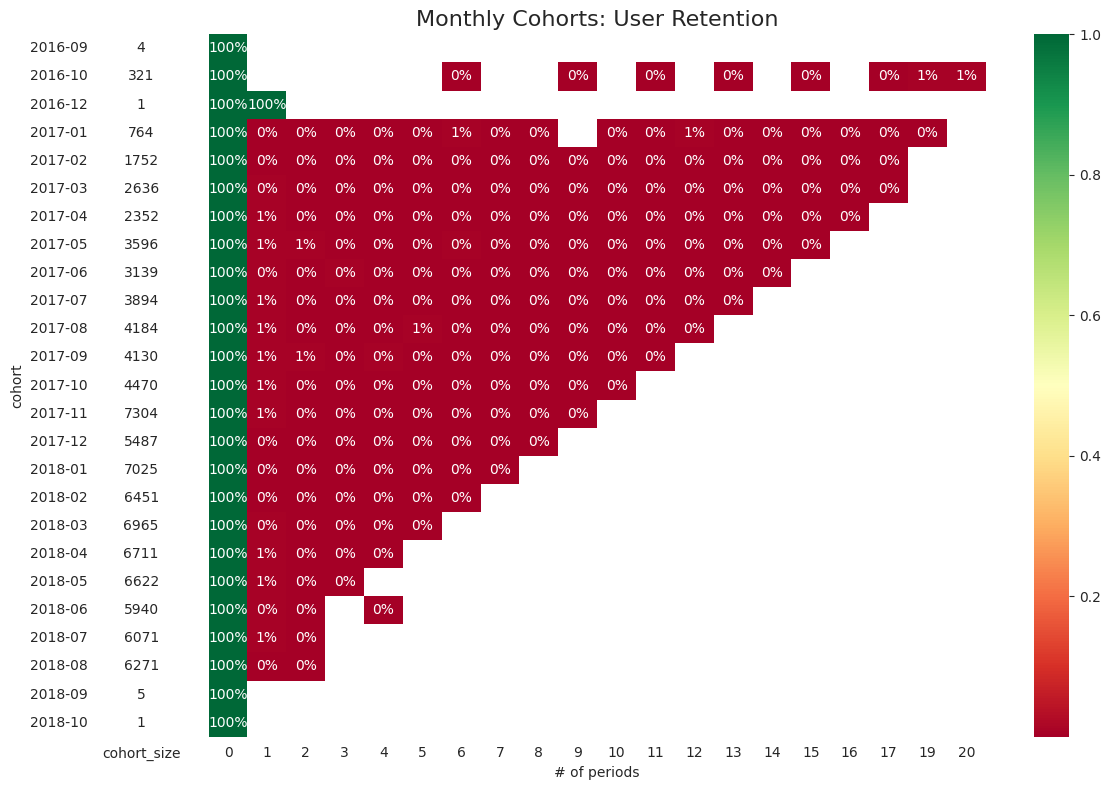 Monthly Cohorts: User Retention
2016-09 4 100%
2016-10 321 100% 0% 0% 0% 0% 0% 0% 1% 1%
2016-12 1 100% 100%
2017-01 764 100% 0% 0% 0% 0% 0% 1% 0% 0% 0% 0% 1% 0% 0% 0% 0% 0% 0%
2017-02 1752 100% 0% 0% 0% 0% 0% 0% 0% 0% 0% 0% 0% 0% 0% 0% 0% 0% 0%
2017-03 2636 100% 0% 0% 0% 0% 0% 0% 0% 0% 0% 0% 0% 0% 0% 0% 0% 0% 0%
2017-04 2352 100% 1% 0% 0% 0% 0% 0% 0% 0% 0% 0% 0% 0% 0% 0% 0% 0%
2017-05 3596 100% 1% 1% 0% 0% 0% 0% 0% 0% 0% 0% 0% 0% 0% 0% 0%
2017-06 3139 100% 0% 0% 0% 0% 0% 0% 0% 0% 0% 0% 0% 0% 0% 0%
2017-07 3894 100% 1% 0% 0% 0% 0% 0% 0% 0% 0% 0% 0% 0% 0%
2017-08 4184 100% 1% 0% 0% 0% 1% 0% 0% 0% 0% 0% 0% 0%
2017-09 4130 100% 1% 1% 0% 0% 0% 0% 0% 0% 0% 0% 0%
2017-10 4470 100% 1% 0% 0% 0% 0% 0% 0% 0% 0% 0%
2017-11 7304 100% 1% 0% 0% 0% 0% 0% 0% 0% 0%
2017-12 5487 100% 0% 0% 0% 0% 0% 0% 0% 0%
2018-01 7025 100% 0% 0% 0% 0% 0% 0% 0%
2018-02 6451 100% 0% 0% 0% 0% 0% 0%
2018-03 6965 100% 0% 0% 0% 0% 0%
2018-04 6711 100% 1% 0% 0% 0%
2018-05 6622 100% 1% 0% 0%
2018-06 5940 100% 0% 0% 0%
2018-07 6071 100% 1% 0%
2018-08 6271 100% 0% 0%
2018-09 5 100%
2018-10 1 100%
cohort_size 0 1 2 3 4 5 6 7 8 9 10 11 12 13 14 15 16 17 19 20
# of periods
cohort
1.0
0.8
0.6
0.4
0.2